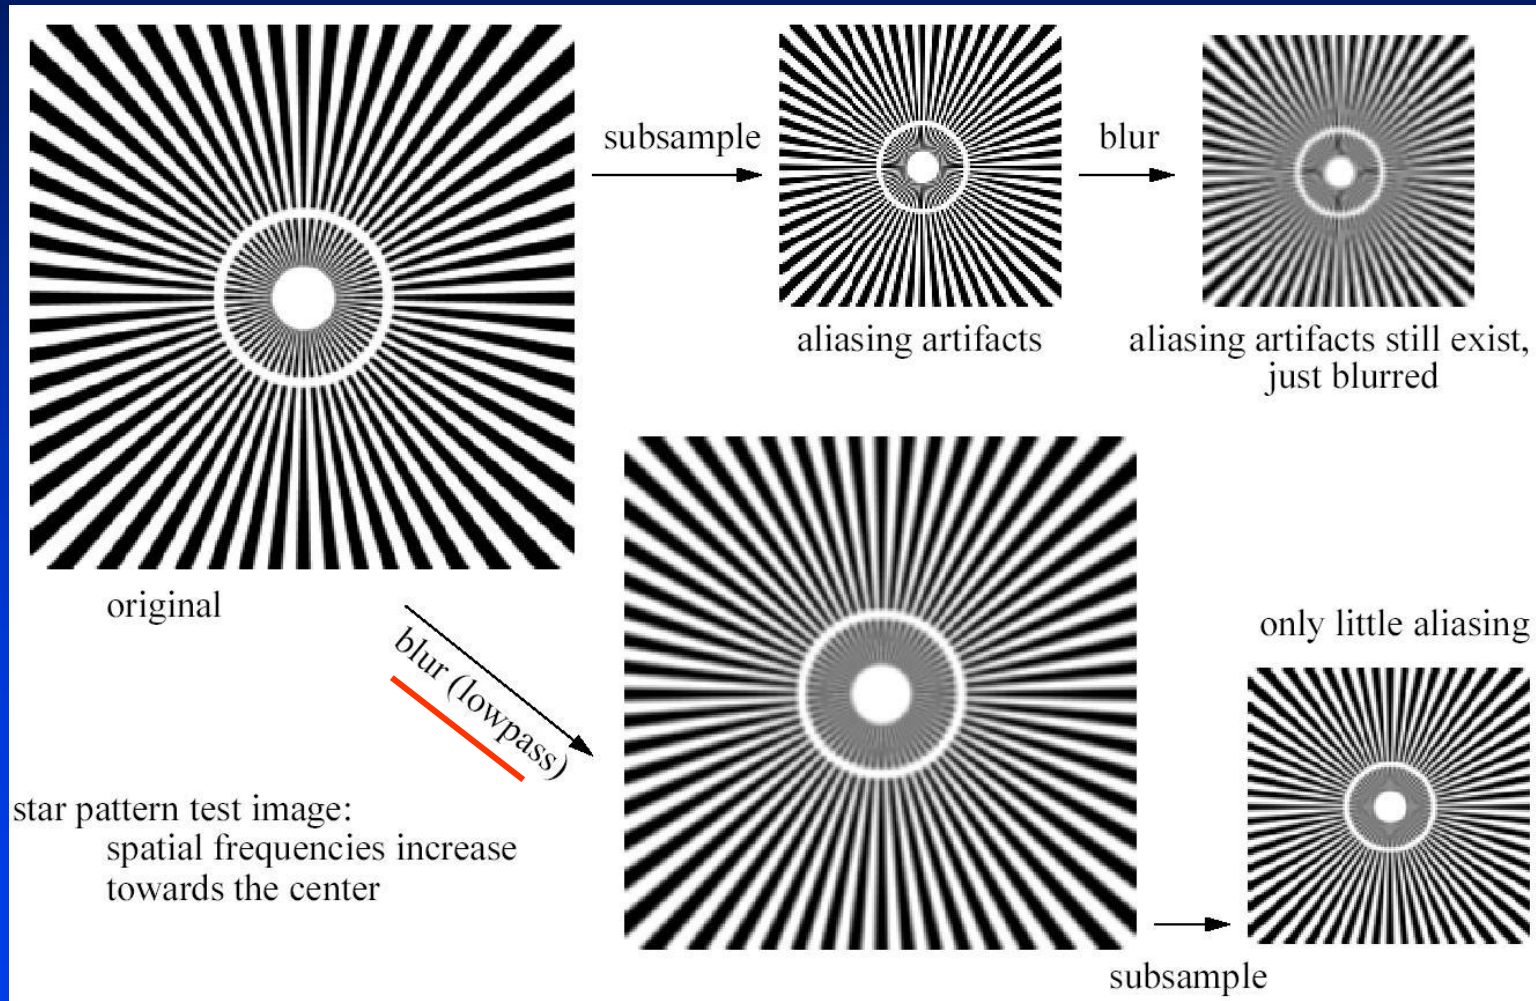 subsample
blur
aliasing artifacts
aliasing artifacts still exist,
just blurred
original
blur (lowpass)
only little aliasing
star pattern test image:
spatial frequencies increase
towards the center
subsample